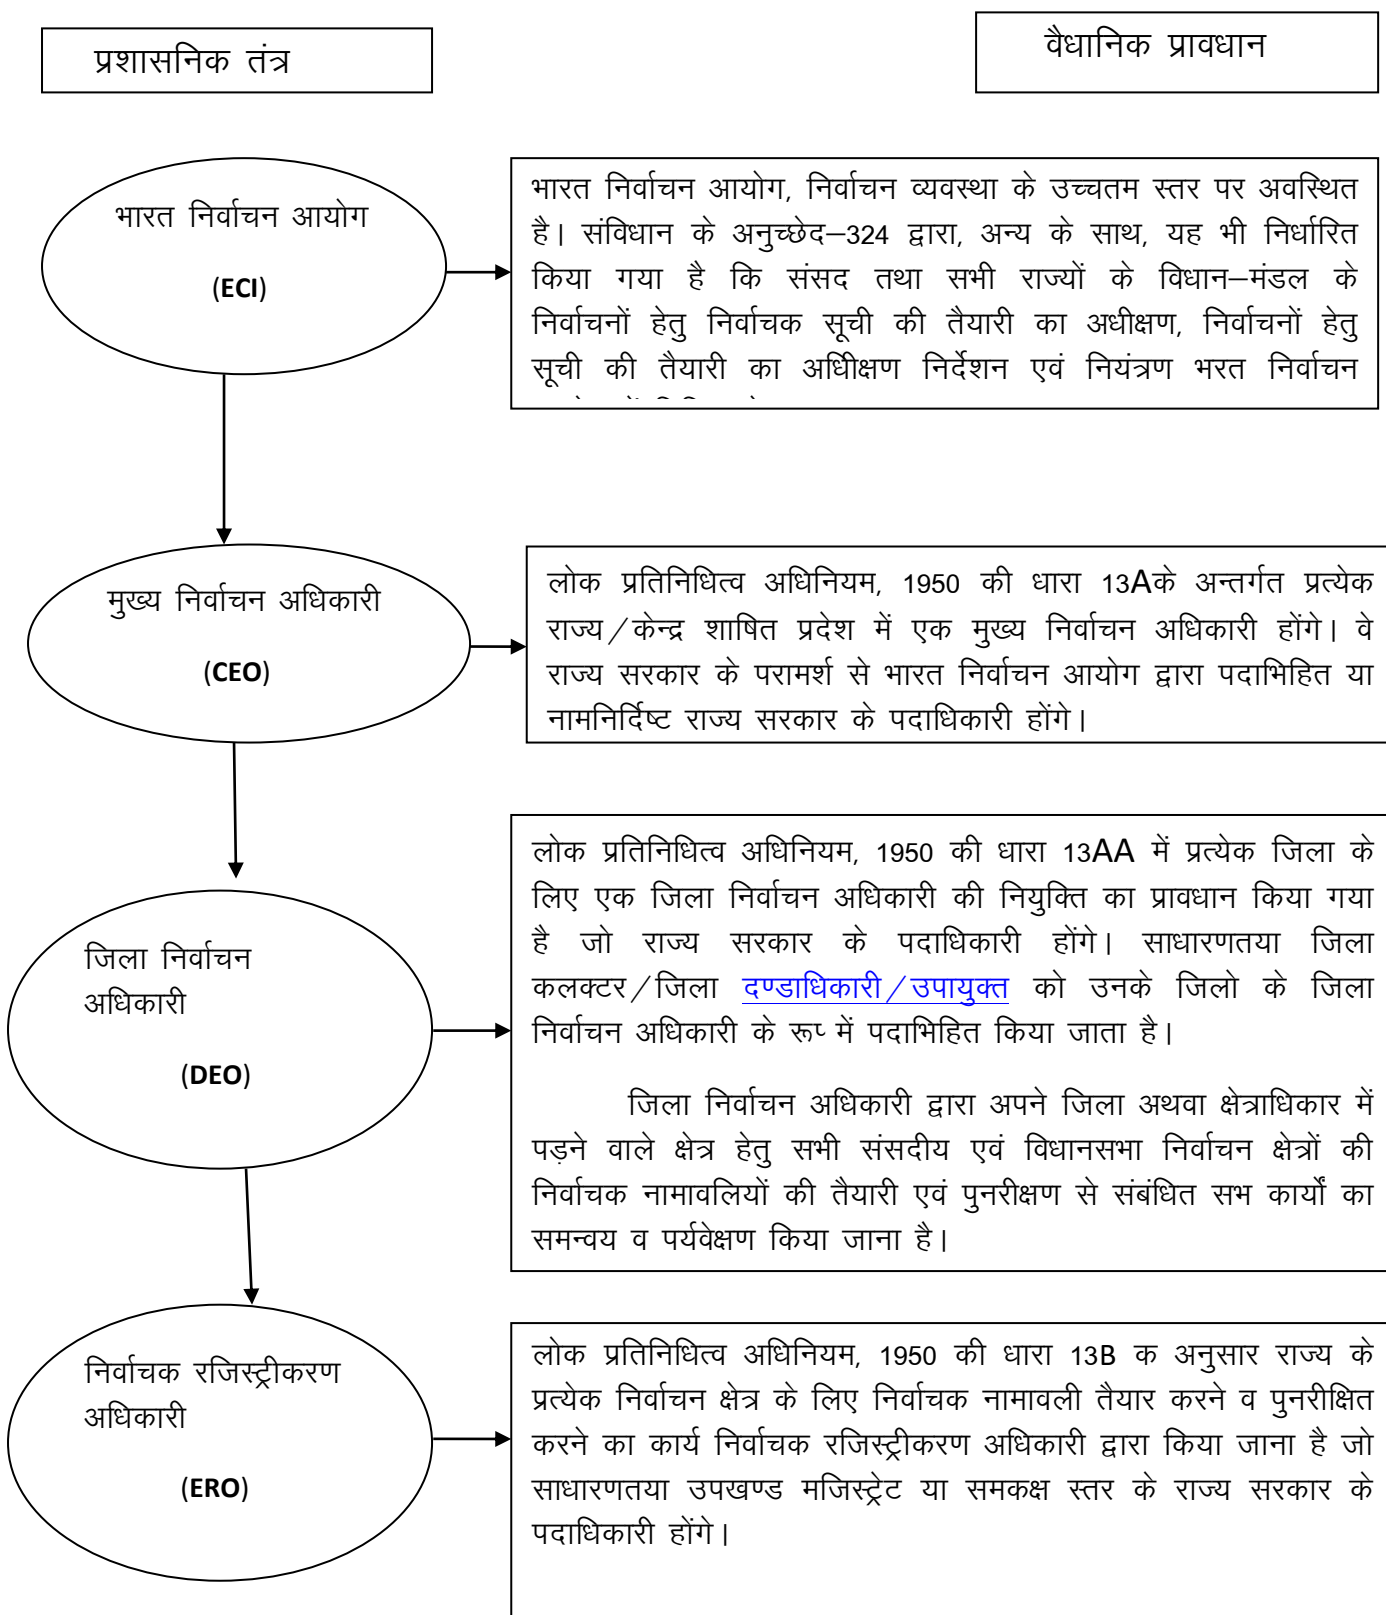 प्रशासनिक तंत्र
वैधानिक प्रावधान
भारत निर्वाचन आयोग
(ECI)
भारत निर्वाचन आयोग, निर्वाचन व्यवस्था के उच्चतम स्तर पर अवस्थित
है। संविधान के अनुच्छेद–324 द्वारा, अन्य के साथ, यह भी निर्धारित
किया गया है कि संसद तथा सभी राज्यों के विधान–मंडल के
निर्वाचनों हेतु निर्वाचक सूची की तैयारी का अधीक्षण, निर्वाचनों हेतु
सूची की तैयारी का अधिीक्षण निर्देशन एवं नियंत्रण भरत निर्वाचन
मुख्य निर्वाचन अधिकारी
(CEO)
लोक प्रतिनिधित्व अधिनियम, 1950 की धारा 13Aके अन्तर्गत प्रत्येक
राज्य/केन्द्र शाषित प्रदेश में एक मुख्य निर्वाचन अधिकारी होंगे। वे
राज्य सरकार के परामर्श से भारत निर्वाचन आयोग द्वारा पदाभिहित या
नामनिर्दिष्ट राज्य सरकार के पदाधिकारी होंगे।
जिला निर्वाचन
अधिकारी
(DEO)
लोक प्रतिनिधित्व अधिनियम, 1950 की धारा 13AA में प्रत्येक जिला के
लिए एक जिला निर्वाचन अधिकारी की नियुक्ति का प्रावधान किया गया
है जो राज्य सरकार के पदाधिकारी होंगे। साधारणतया जिला
कलक्टर/जिला दण्डाधिकारी/उपायुक्त को उनके जिलो के जिला
निर्वाचन अधिकारी के रूप् में पदाभिहित किया जाता है।
जिला निर्वाचन अधिकारी द्वारा अपने जिला अथवा क्षेत्राधिकार में
पड़ने वाले क्षेत्र हेतु सभी संसदीय एवं विधानसभा निर्वाचन क्षेत्रों की
निर्वाचक नामावलियों की तैयारी एवं पुनरीक्षण से संबंधित सभ कार्यों का
समन्वय व पर्यवेक्षण किया जाना है।
निर्वाचक रजिस्ट्रीकरण
अधिकारी
(ERO)
लोक प्रतिनिधित्व अधिनियम, 1950 की धारा 13B क अनुसार राज्य के
प्रत्येक निर्वाचन क्षेत्र के लिए निर्वाचक नामावली तैयार करने व पुनरीक्षित
करने का कार्य निर्वाचक रजिस्ट्रीकरण अधिकारी द्वारा किया जाना है जो
साधारणतया उपखण्ड मजिस्ट्रेट या समकक्ष स्तर के राज्य सरकार के
पदाधिकारी होंगे।